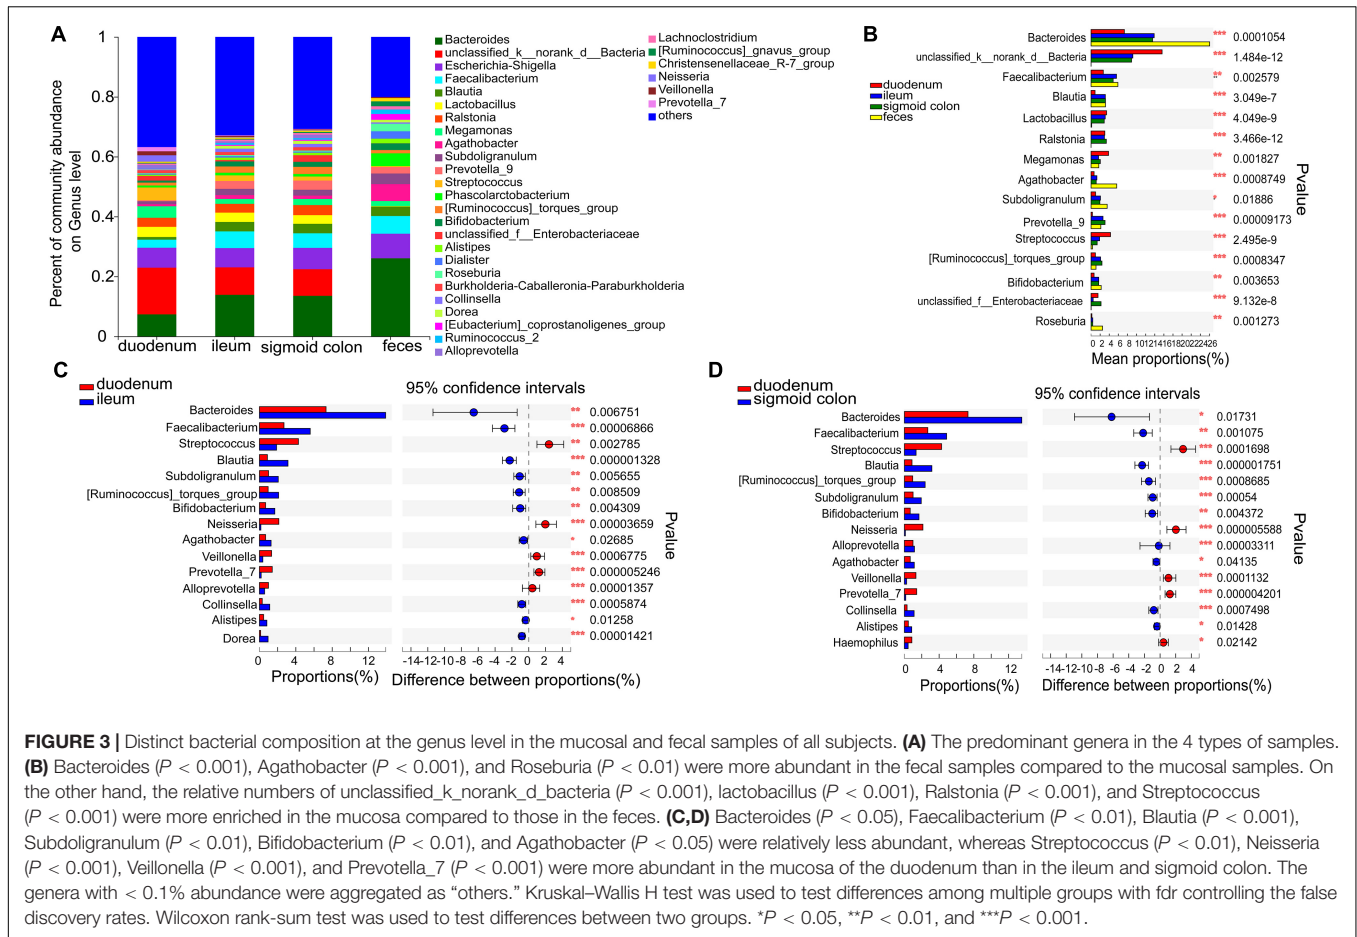 A
Percent of community abundance
on Genus level
1
0.8
0.6
0.4
0.2
0
duodenum
ileum
sigmoid colon
feces
Bacteroides
unclassified_k__norank_d__Bacteria
Escherichia-Shigella
Faecalibacterium
Blautia
Lactobacillus
Ralstonia
Megamonas
Agathobacter
Subdoligranulum
Prevotella_9
Streptococcus
Phascolarctobacterium
[Ruminococcus]_torques_group
Bifidobacterium
unclassified_f__Enterobacteriaceae
Alistipes
Dialister
Roseburia
Burkholderia-Caballeronia-Paraburkholderia
Collinsella
Dorea
[Eubacterium]_coprostanoligenes_group
Ruminococcus_2
Alloprevotella
Lachnoclostridium
[Ruminococcus]_gnavus_group
Christensenellaceae_R-7_group
Neisseria
Veillonella
Prevotella_7
others
B
duodenum
ileum
sigmoid colon
feces
Bacteroides *** 0.0001054
unclassified_k__norank_d__Bacteria *** 1.484e-12
Faecalibacterium ** 0.002579
Blautia *** 3.049e-7
Lactobacillus *** 4.049e-9
Ralstonia *** 3.466e-12
Megamonas ** 0.001827
Agathobacter *** 0.0008749
Subdoligranulum * 0.01886
Prevotella_9 *** 0.00009173
Streptococcus *** 2.495e-9
[Ruminococcus]_torques_group *** 0.0008347
Bifidobacterium ** 0.003653
unclassified_f__Enterobacteriaceae *** 9.132e-8
Roseburia ** 0.001273
0 2 4 6 8 101214161820222426
Mean proportions(%)
Pvalue
C
duodenum
ileum
95% confidence intervals
Bacteroides ** 0.006751
Faecalibacterium *** 0.00006866
Streptococcus ** 0.002785
Blautia *** 0.000001328
Subdoligranulum ** 0.005655
[Ruminococcus]_torques_group ** 0.008509
Bifidobacterium ** 0.004309
Neisseria *** 0.00003659
Agathobacter * 0.02685
Veillonella *** 0.0006775
Prevotella_7 *** 0.000005246
Alloprevotella *** 0.00001357
Collinsella *** 0.0005874
Alistipes * 0.01258
Dorea *** 0.00001421
0 4 8 12
-14-12-10-8 -6 -4 -2 0 2 4
Proportions(%)
Difference between proportions(%)
Pvalue
D
duodenum
sigmoid colon
95% confidence intervals
Bacteroides * 0.01731
Faecalibacterium ** 0.001075
Streptococcus *** 0.0001698
Blautia *** 0.000001751
[Ruminococcus]_torques_group *** 0.0008685
Subdoligranulum *** 0.00054
Bifidobacterium ** 0.004372
Neisseria *** 0.000005588
Alloprevotella *** 0.00003311
Agathobacter * 0.04135
Veillonella *** 0.0001132
Prevotella_7 *** 0.000004201
Collinsella *** 0.0007498
Alistipes * 0.01428
Haemophilus * 0.02142
0 4 8 12
-14-12-10-8 -6 -4 -2 0 2 4
Proportions(%)
Difference between proportions(%)
Pvalue
FIGURE 3 | Distinct bacterial composition at the genus level in the mucosal and fecal samples of all subjects. (A) The predominant genera in the 4 types of samples.
(B) Bacteroides (P < 0.001), Agathobacter (P < 0.001), and Roseburia (P < 0.01) were more abundant in the fecal samples compared to the mucosal samples. On
the other hand, the relative numbers of unclassified_k_norank_d_bacteria (P < 0.001), lactobacillus (P < 0.001), Ralstonia (P < 0.001), and Streptococcus
(P < 0.001) were more enriched in the mucosa compared to those in the feces. (C,D) Bacteroides (P < 0.05), Faecalibacterium (P < 0.01), Blautia (P < 0.001),
Subdoligranulum (P < 0.01), Bifidobacterium (P < 0.01), and Agathobacter (P < 0.05) were relatively less abundant, whereas Streptococcus (P < 0.01), Neisseria
(P < 0.001), Veillonella (P < 0.001), and Prevotella_7 (P < 0.001) were more abundant in the mucosa of the duodenum than in the ileum and sigmoid colon. The
genera with < 0.1% abundance were aggregated as “others.” Kruskal–Wallis H test was used to test differences among multiple groups with fdr controlling the false
discovery rates. Wilcoxon rank-sum test was used to test differences between two groups. *P < 0.05, **P < 0.01, and ***P < 0.001.